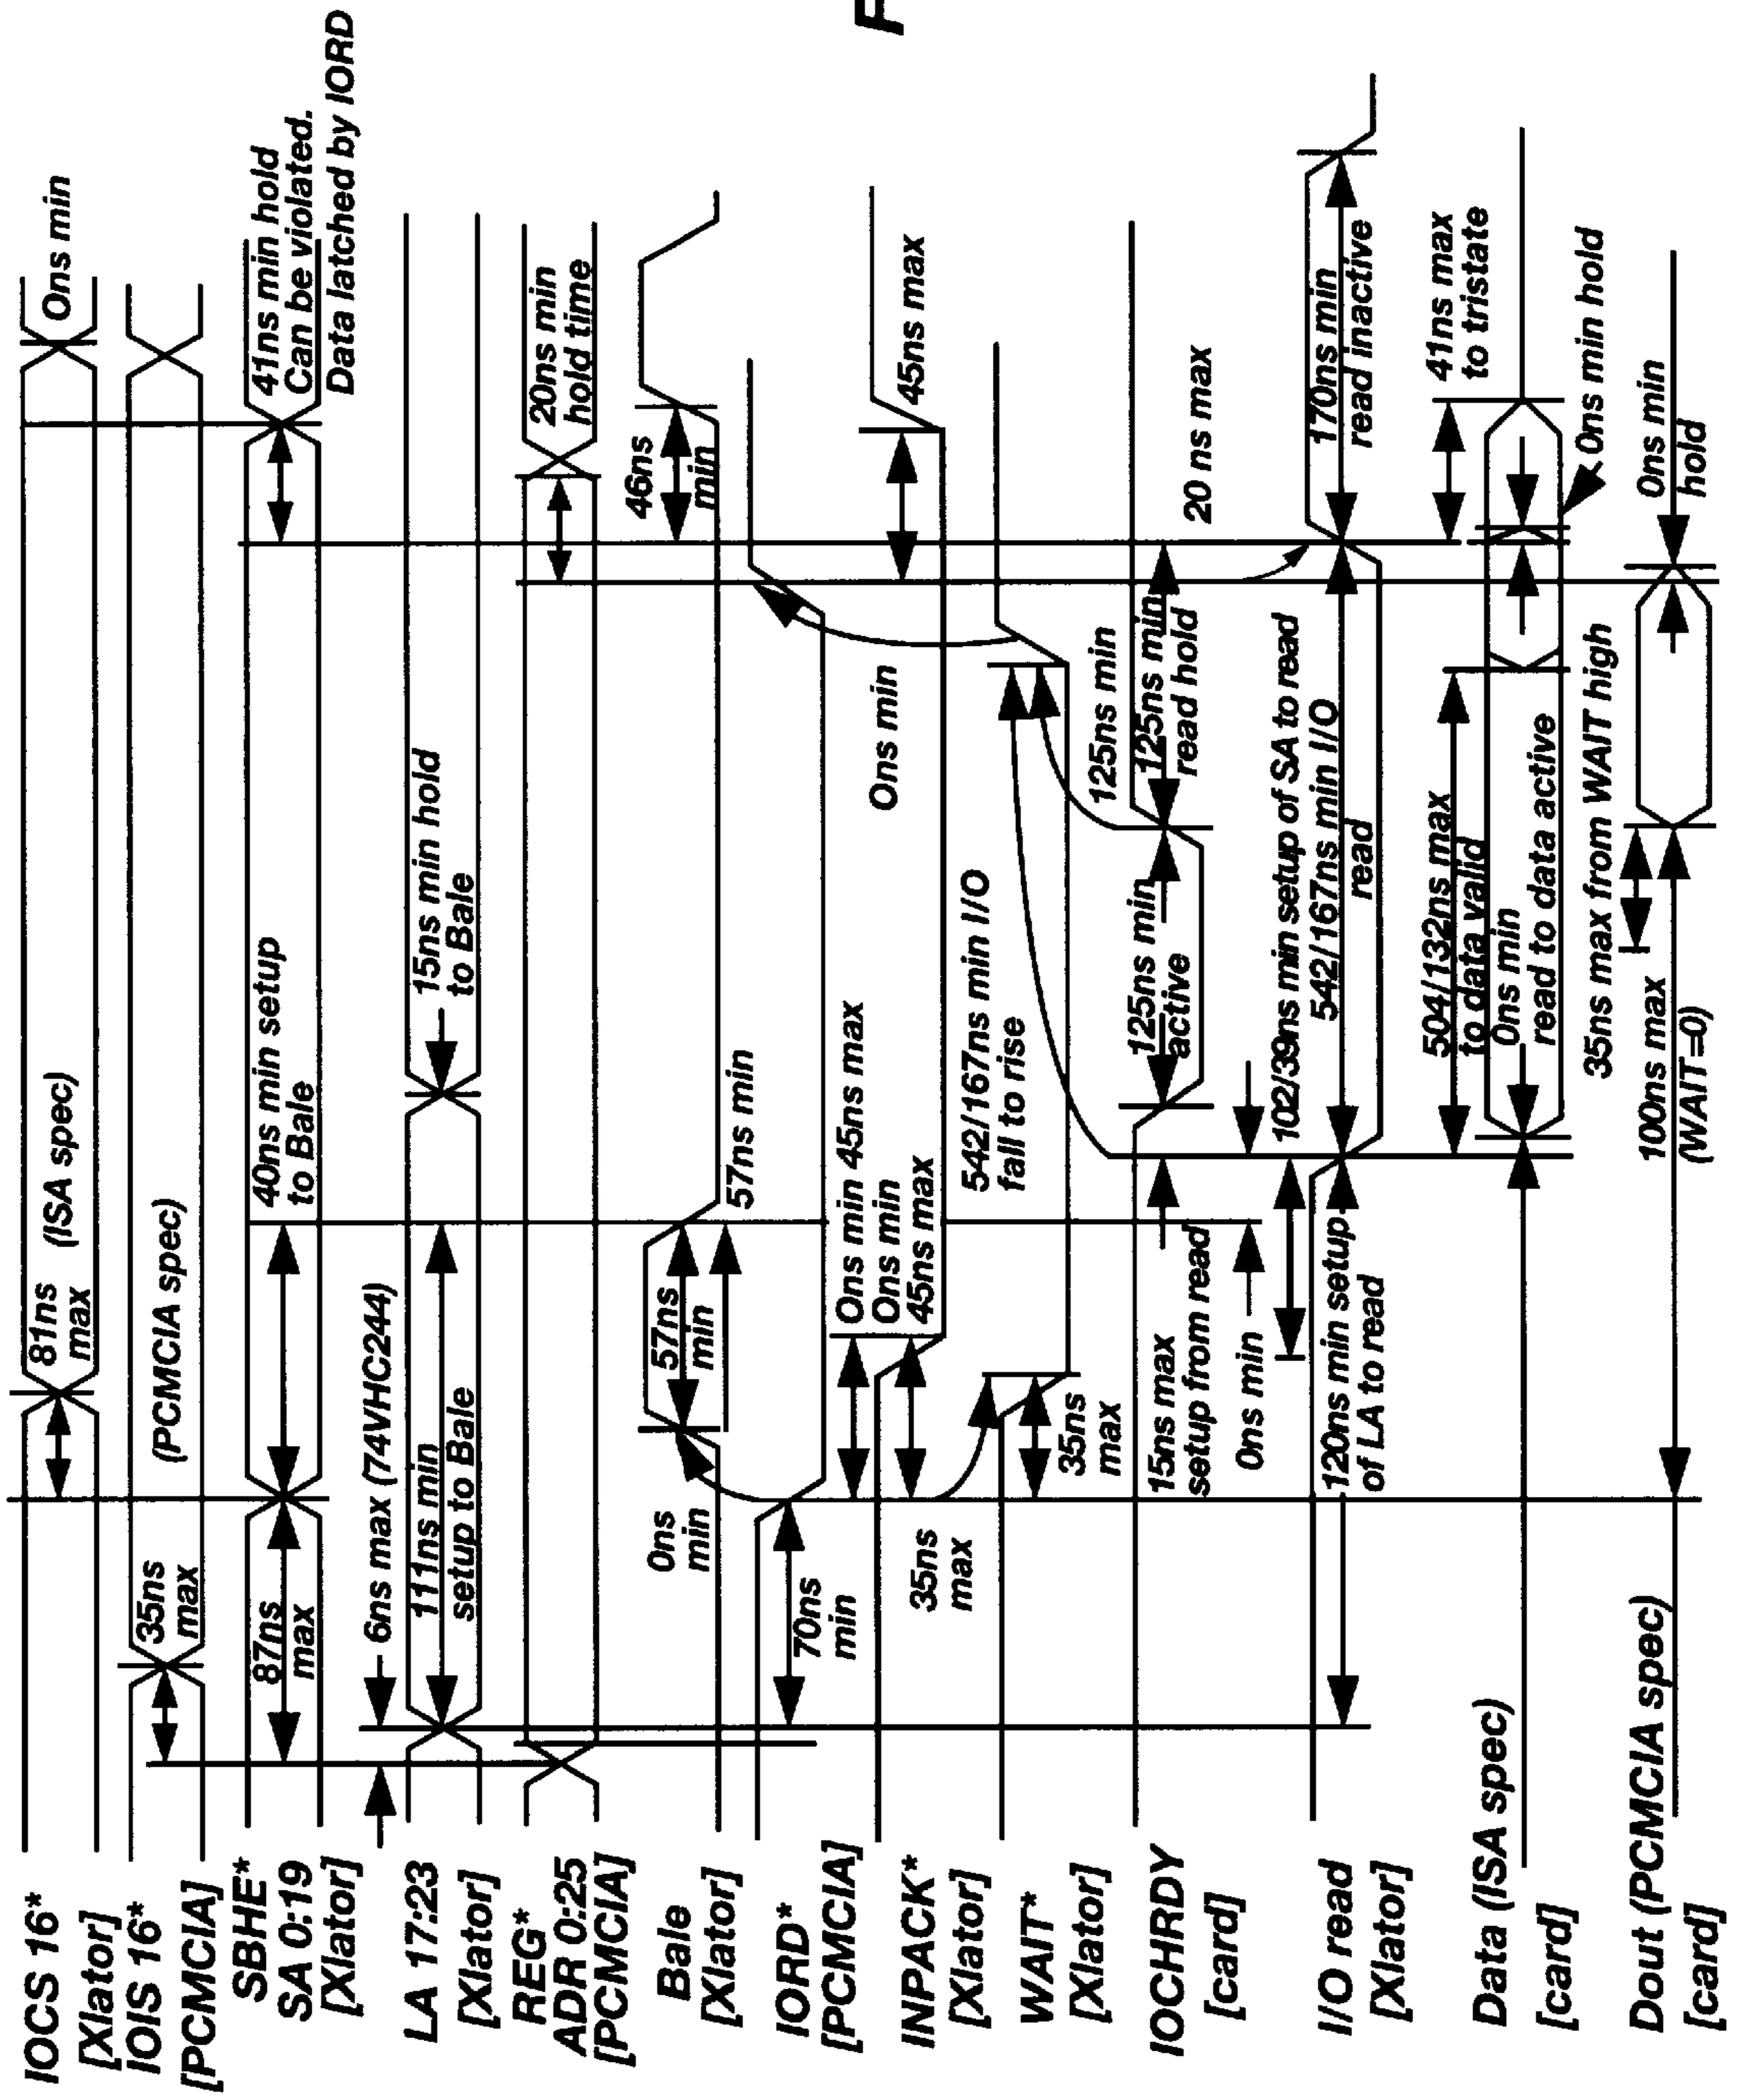 IOCS 16*
[Xlator]
81ns
max
(ISA spec)
0ns min
IOIS 16*
[PCMCIA]
35ns
max
(PCMCIA spec)
SBHE*
SA 0:19
[Xlator]
87ns
max
40ns min setup
to Bale
41ns min hold
Can be violated.
Data latched by IORD
6ns max (74VHC244)
LA 17:23
[Xlator]
111ns min
setup to Bale
15ns min hold
to Bale
REG*
ADR 0:25
[PCMCIA]
20ns min
hold time
Bale
[Xlator]
0ns
min
57ns
min
57ns min
46ns
min
IORD*
[PCMCIA]
70ns
min
0ns min 45ns max
0ns min
45ns max
0ns min
45ns max
F
INPACK*
[Xlator]
35ns
max
542/167ns min I/O
fall to rise
WAIT*
[Xlator]
35ns
max
125ns min
IOCHRDY
[card]
15ns max
setup from read
125ns min
active
125ns min
read hold
20 ns max
0ns min
102/39ns min setup of SA to read
I/O read
[Xlator]
120ns min setup
of LA to read
542/167ns min I/O
read
170ns min
read inactive
504/132ns max
to data valid
41ns max
to tristate
Data (ISA spec)
[card]
0ns min
read to data active
0ns min hold
35ns max from WAIT high
Dout (PCMCIA spec)
[card]
100ns max
(WAIT=0)
0ns min
hold